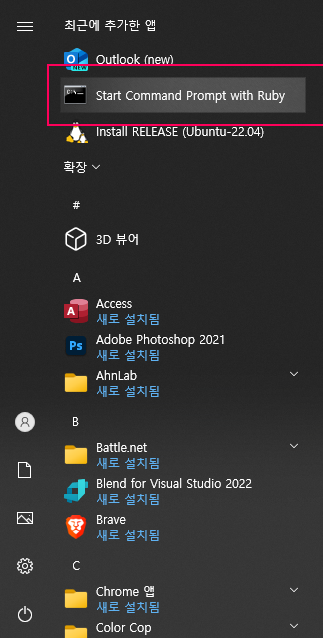 최근에 추가한 앱
Outlook (new)
Start Command Prompt with Ruby
Install RELEASE (Ubuntu-22.04)
확장
#
3D 뷰어
A
Access
새로 설치됨
Ps
Adobe Photoshop 2021
새로 설치됨
AhnLab
새로 설치됨
B
Battle.net
새로 설치됨
Blend for Visual Studio 2022
새로 설치됨
Brave
새로 설치됨
C
Chrome 앱
새로 설치됨
Color Cop